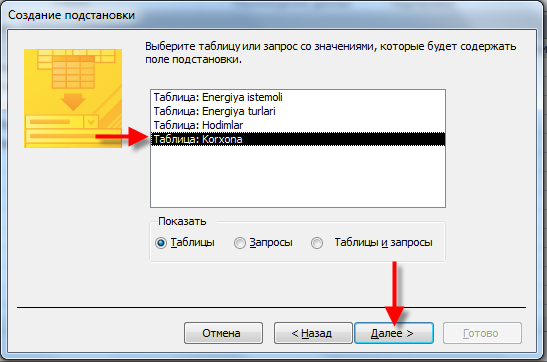 Создание подстановки
Выберите таблицу или запрос со значениями, которые будет содержать
поле подстановки.
Таблица: Energiya istemoli
Таблица: Energiya turlari
Таблица: Hodimlar
Таблица: Korxona
Показать
Таблицы
Запросы
Таблицы и запросы
Отмена
< Назад
Далее >
Готово